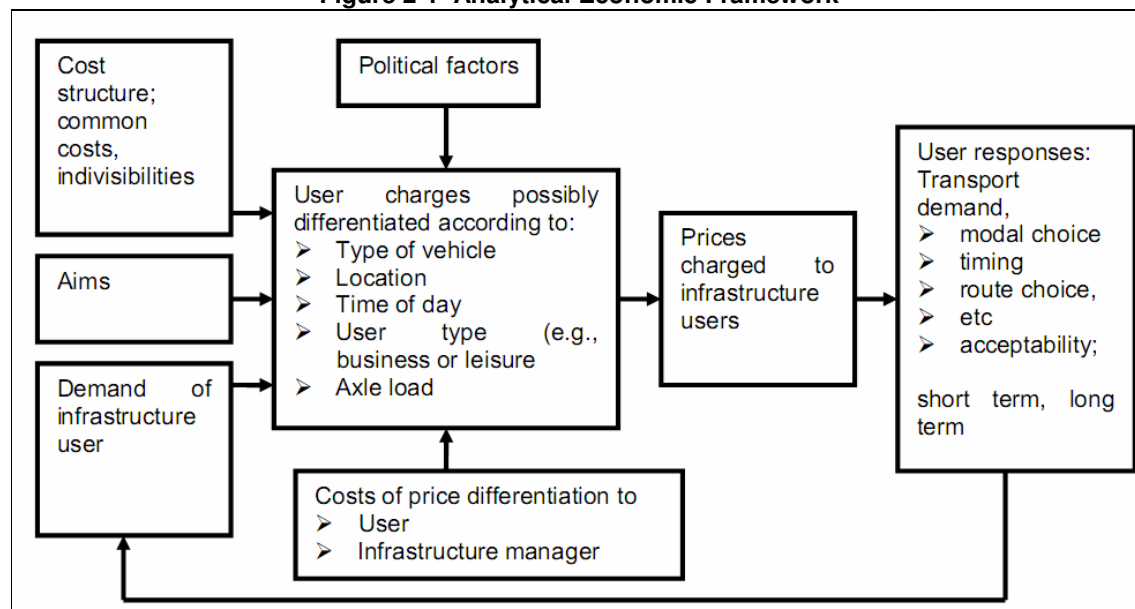 Figure 2-1 Analytical Economic Framework
Cost
structure;
common
costs,
indivisibilities
Political factors
User charges possibly
differentiated according to:
➢ Type of vehicle
➢ Location
➢ Time of day
➢ User type (e.g.,
business or leisure
➢ Axle load
Aims
Demand of
infrastructure
user
Costs of price differentiation to
➢ User
➢ Infrastructure manager
Prices
charged to
infrastructure
users
User responses:
Transport
demand,
➢ modal choice
➢ timing
➢ route choice,
➢ etc
➢ acceptability;
short term, long
term